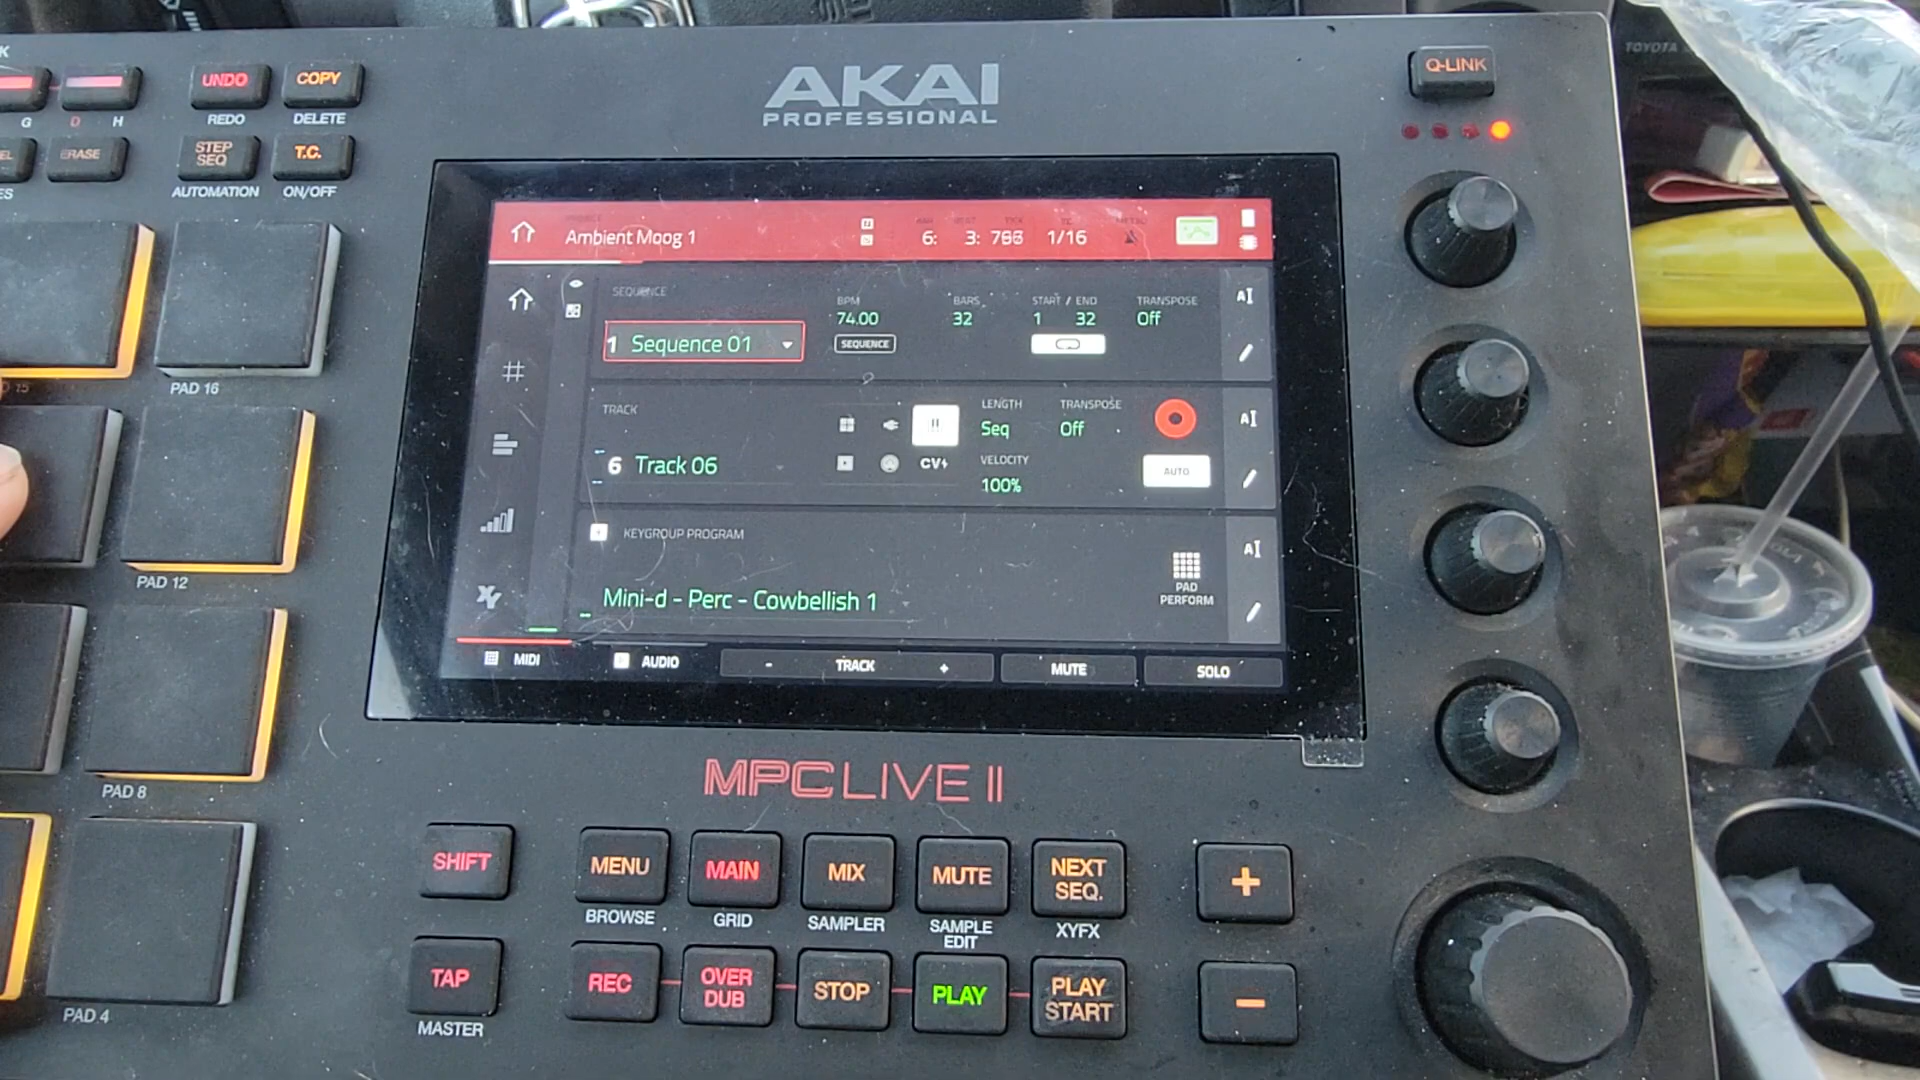 K
TOYOTA
AKAI
PROFESSIONAL
Q-LINK
UNDO
COPY
G
D
H
REDO
DELETE
EL
ERASE
STEP
SEQ
T.C.
ES
AUTOMATION
ON/OFF
Ambient Moog 1
6: 3: 786
1/16
SEQUENCE
1 Sequence 01
BPM
74.00
SEQUENCE
BARS
32
START / END
1 32
TRANSPOSE
Off
TRACK
6 Track 06
CV
LENGTH
Seq
TRANSPOSE
Off
VELOCITY
100%
AUTO
KEYGROUP PROGRAM
Mini-d - Perc - Cowbellish 1
PAD
PERFORM
MIDI
AUDIO
- TRACK +
MUTE
SOLO
PAD 16
PAD 12
PAD 8
PAD 4
MPC LIVE II
SHIFT
MENU
MAIN
MIX
MUTE
NEXT
SEQ.
+
BROWSE
GRID
SAMPLER
SAMPLE
EDIT
XYFX
TAP
REC
OVER
DUB
STOP
PLAY
PLAY
START
-
MASTER